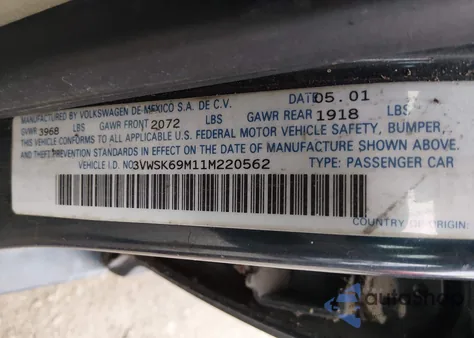 MANUFACTURED BY VOLKSWAGEN DE MEXICO S.A. DE C.V. DATE 05.01
GVWR 3968 LBS GAWR FRONT 2072 LBS GAWR REAR 1918 LBS
THIS VEHICLE CONFORMS TO ALL APPLICABLE U.S. FEDERAL MOTOR VEHICLE SAFETY, BUMPER,
AND THEFT PREVENTION STANDARDS IN EFFECT ON THE DATE OF MANUFACTURE SHOWN ABOVE.
VEHICLE I.D. NO. 3VWSK69M11M220562 TYPE: PASSENGER CAR
COUNTRY OF ORIGIN:
AutoShop